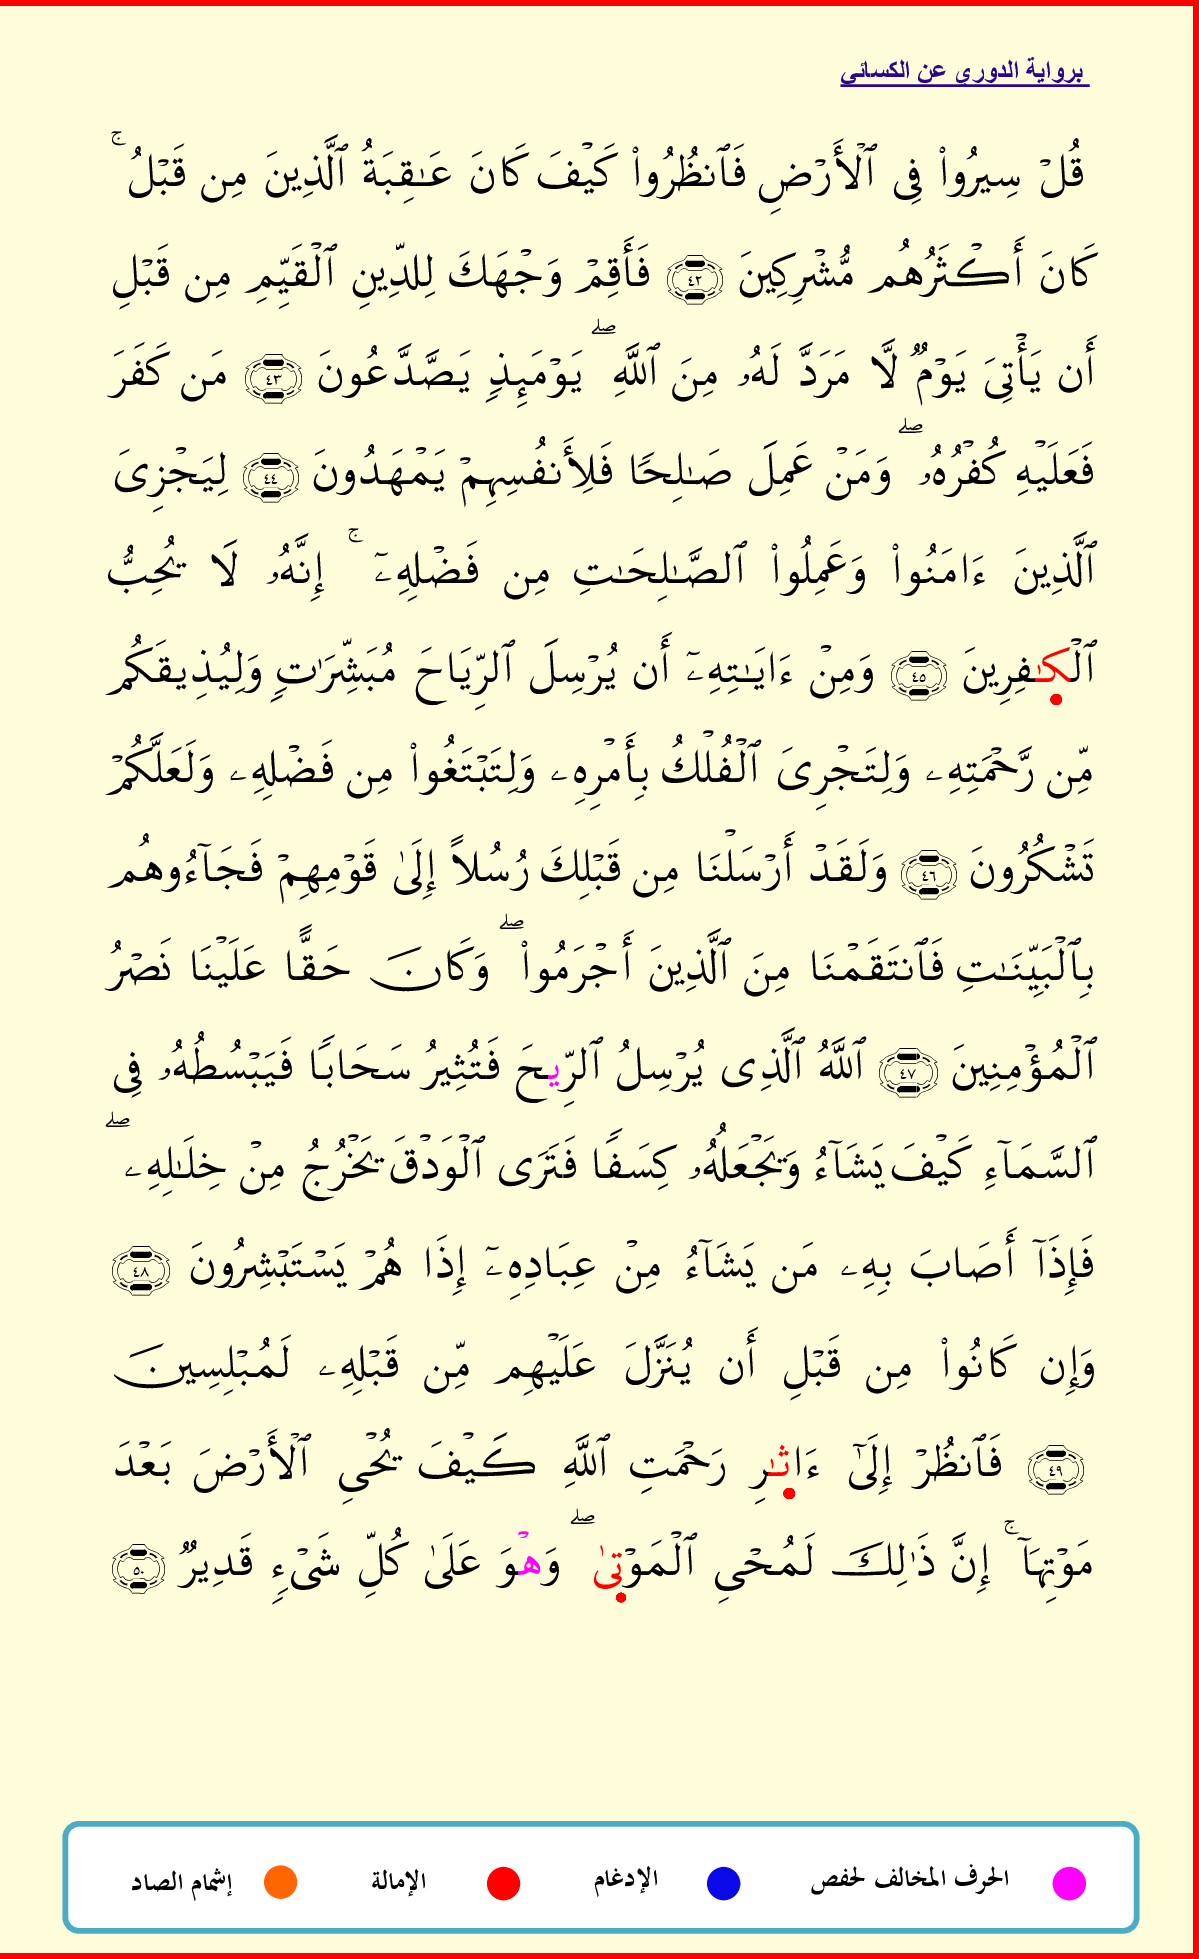 برواية الدوري عن الكسائي
قُلۡ سِيرُواْ فِى ٱلۡأَرۡضِ فَٱنظُرُواْ كَيۡفَ كَانَ عَـٰقِبَةُ ٱلَّذِينَ مِن قَبۡلُۚ
كَانَ أَكۡثَرُهُم مُّشۡرِكِينَ ٤٢ فَأَقِمۡ وَجۡهَكَ لِلدِّينِ ٱلۡقَيِّمِ مِن قَبۡلِ
أَن يَأۡتِىَ يَوۡمٌ لَّا مَرَدَّ لَهُۥ مِنَ ٱللَّهِۖ يَوۡمَئِذٍ يَصَّدَّعُونَ ٤٣ مَن كَفَرَ
فَعَلَيۡهِ كُفۡرُهُۥۖ وَمَنۡ عَمِلَ صَـٰلِحًا فَلِأَنفُسِهِمۡ يَمۡهَدُونَ ٤٤ لِيَجۡزِىَ
ٱلَّذِينَ ءَامَنُواْ وَعَمِلُواْ ٱلصَّـٰلِحَـٰتِ مِن فَضۡلِهِۦٓۚ إِنَّهُۥ لَا يُحِبُّ
ٱلۡكَـٰفِرِينَ ٤٥ وَمِنۡ ءَايَـٰتِهِۦٓ أَن يُرۡسِلَ ٱلرِّيَاحَ مُبَشِّرَٰتٍ وَلِيُذِيقَكُم
مِّن رَّحۡمَتِهِۦ وَلِتَجۡرِىَ ٱلۡفُلۡكُ بِأَمۡرِهِۦ وَلِتَبۡتَغُواْ مِن فَضۡلِهِۦ وَلَعَلَّكُمۡ
تَشۡكُرُونَ ٤٦ وَلَقَدۡ أَرۡسَلۡنَا مِن قَبۡلِكَ رُسُلاً إِلَىٰ قَوۡمِهِمۡ فَجَآءُوهُم
بِٱلۡبَيِّنَـٰتِ فَٱنتَقَمۡنَا مِنَ ٱلَّذِينَ أَجۡرَمُواْۖ وَكَانَ حَقًّا عَلَيۡنَا نَصۡرُ
ٱلۡمُؤۡمِنِينَ ٤٧ ٱللَّهُ ٱلَّذِى يُرۡسِلُ ٱلرِّيحَ فَتُثِيرُ سَحَابًا فَيَبۡسُطُهُۥ فِى
ٱلسَّمَآءِ كَيۡفَ يَشَآءُ وَيَجۡعَلُهُۥ كِسَفًا فَتَرَى ٱلۡوَدۡقَ يَخۡرُجُ مِنۡ خِلَـٰلِهِۦۖ
فَإِذَآ أَصَابَ بِهِۦ مَن يَشَآءُ مِنۡ عِبَادِهِۦٓ إِذَا هُمۡ يَسۡتَبۡشِرُونَ ٤٨
وَإِن كَانُواْ مِن قَبۡلِ أَن يُنَزَّلَ عَلَيۡهِم مِّن قَبۡلِهِۦ لَمُبۡلِسِينَ
٤٩ فَٱنظُرۡ إِلَىٰٓ ءَاثَـٰرِ رَحۡمَتِ ٱللَّهِ كَيۡفَ يُحۡىِ ٱلۡأَرۡضَ بَعۡدَ
مَوۡتِهَآۚ إِنَّ ذَٰلِكَ لَمُحۡىِ ٱلۡمَوۡتَىٰۖ وَهۡوَ عَلَىٰ كُلِّ شَىۡءٍ قَدِيرٌ ٥٠
الحرف المخالف لحفص الإدغام الإمالة إشمام الصاد